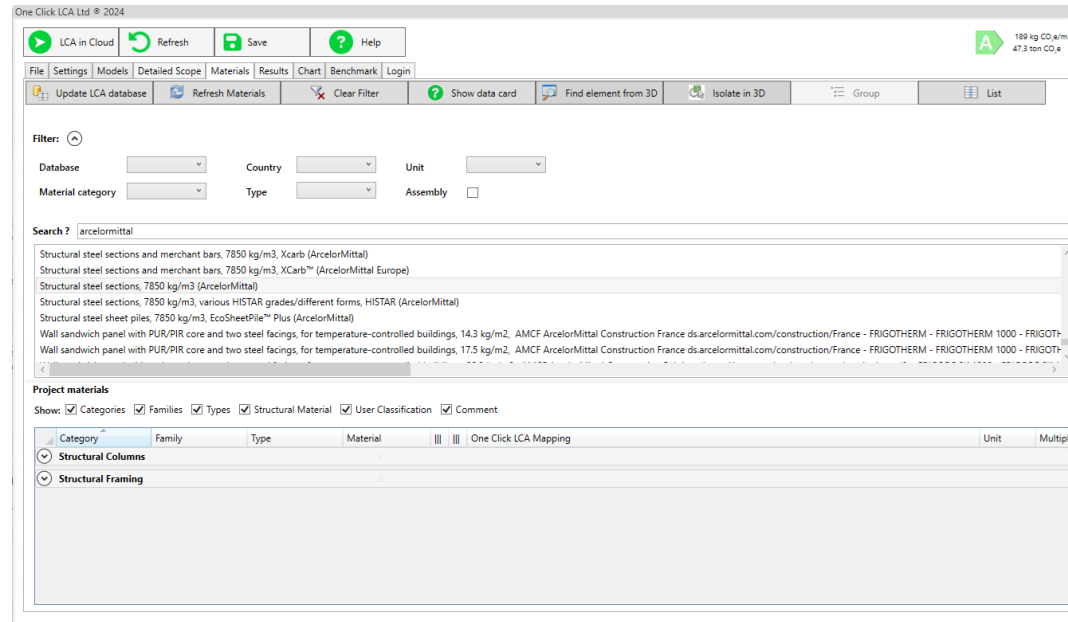 One Click LCA Ltd ® 2024
LCA in Cloud Refresh Save Help
A 189 kg CO₂e/m
47,3 ton CO₂e
File Settings Models Detailed Scope Materials Results Chart Benchmark Login
Update LCA database Refresh Materials Clear Filter Show data card Find element from 3D Isolate in 3D Group List
Filter:
Database Country Unit
Material category Type Assembly
Search ? arcelormittal
Structural steel sections and merchant bars, 7850 kg/m3, Xcarb (ArcelorMittal)
Structural steel sections and merchant bars, 7850 kg/m3, XCarb™ (ArcelorMittal Europe)
Structural steel sections, 7850 kg/m3 (ArcelorMittal)
Structural steel sections, 7850 kg/m3, various HISTAR grades/different forms, HISTAR (ArcelorMittal)
Structural steel sheet piles, 7850 kg/m3, EcoSheetPile™ Plus (ArcelorMittal)
Wall sandwich panel with PUR/PIR core and two steel facings, for temperature-controlled buildings, 14.3 kg/m2, AMCF ArcelorMittal Construction France ds.arcelormittal.com/construction/France - FRIGOTHERM - FRIGOTHERM 1000 - FRIGOTH
Wall sandwich panel with PUR/PIR core and two steel facings, for temperature-controlled buildings, 17.5 kg/m2, AMCF ArcelorMittal Construction France ds.arcelormittal.com/construction/France - FRIGOTHERM - FRIGOTHERM 1000 - FRIGOTH
Project materials
Show: Categories Families Types Structural Material User Classification Comment
Category Family Type Material ||| ||| One Click LCA Mapping Unit Multipl
Structural Columns
Structural Framing